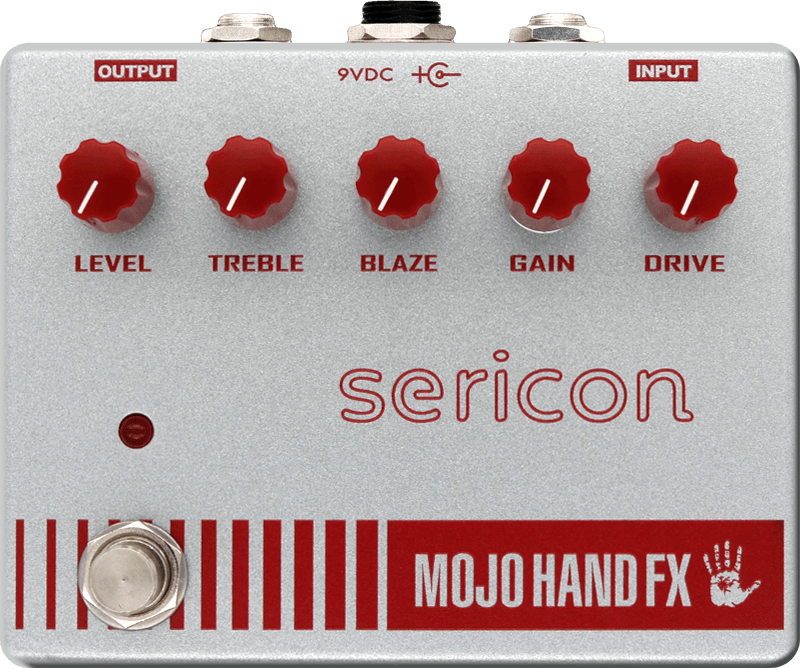 OUTPUT 9VDC INPUT
LEVEL TREBLE BLAZE GAIN DRIVE
sericon
MOJO HAND FX